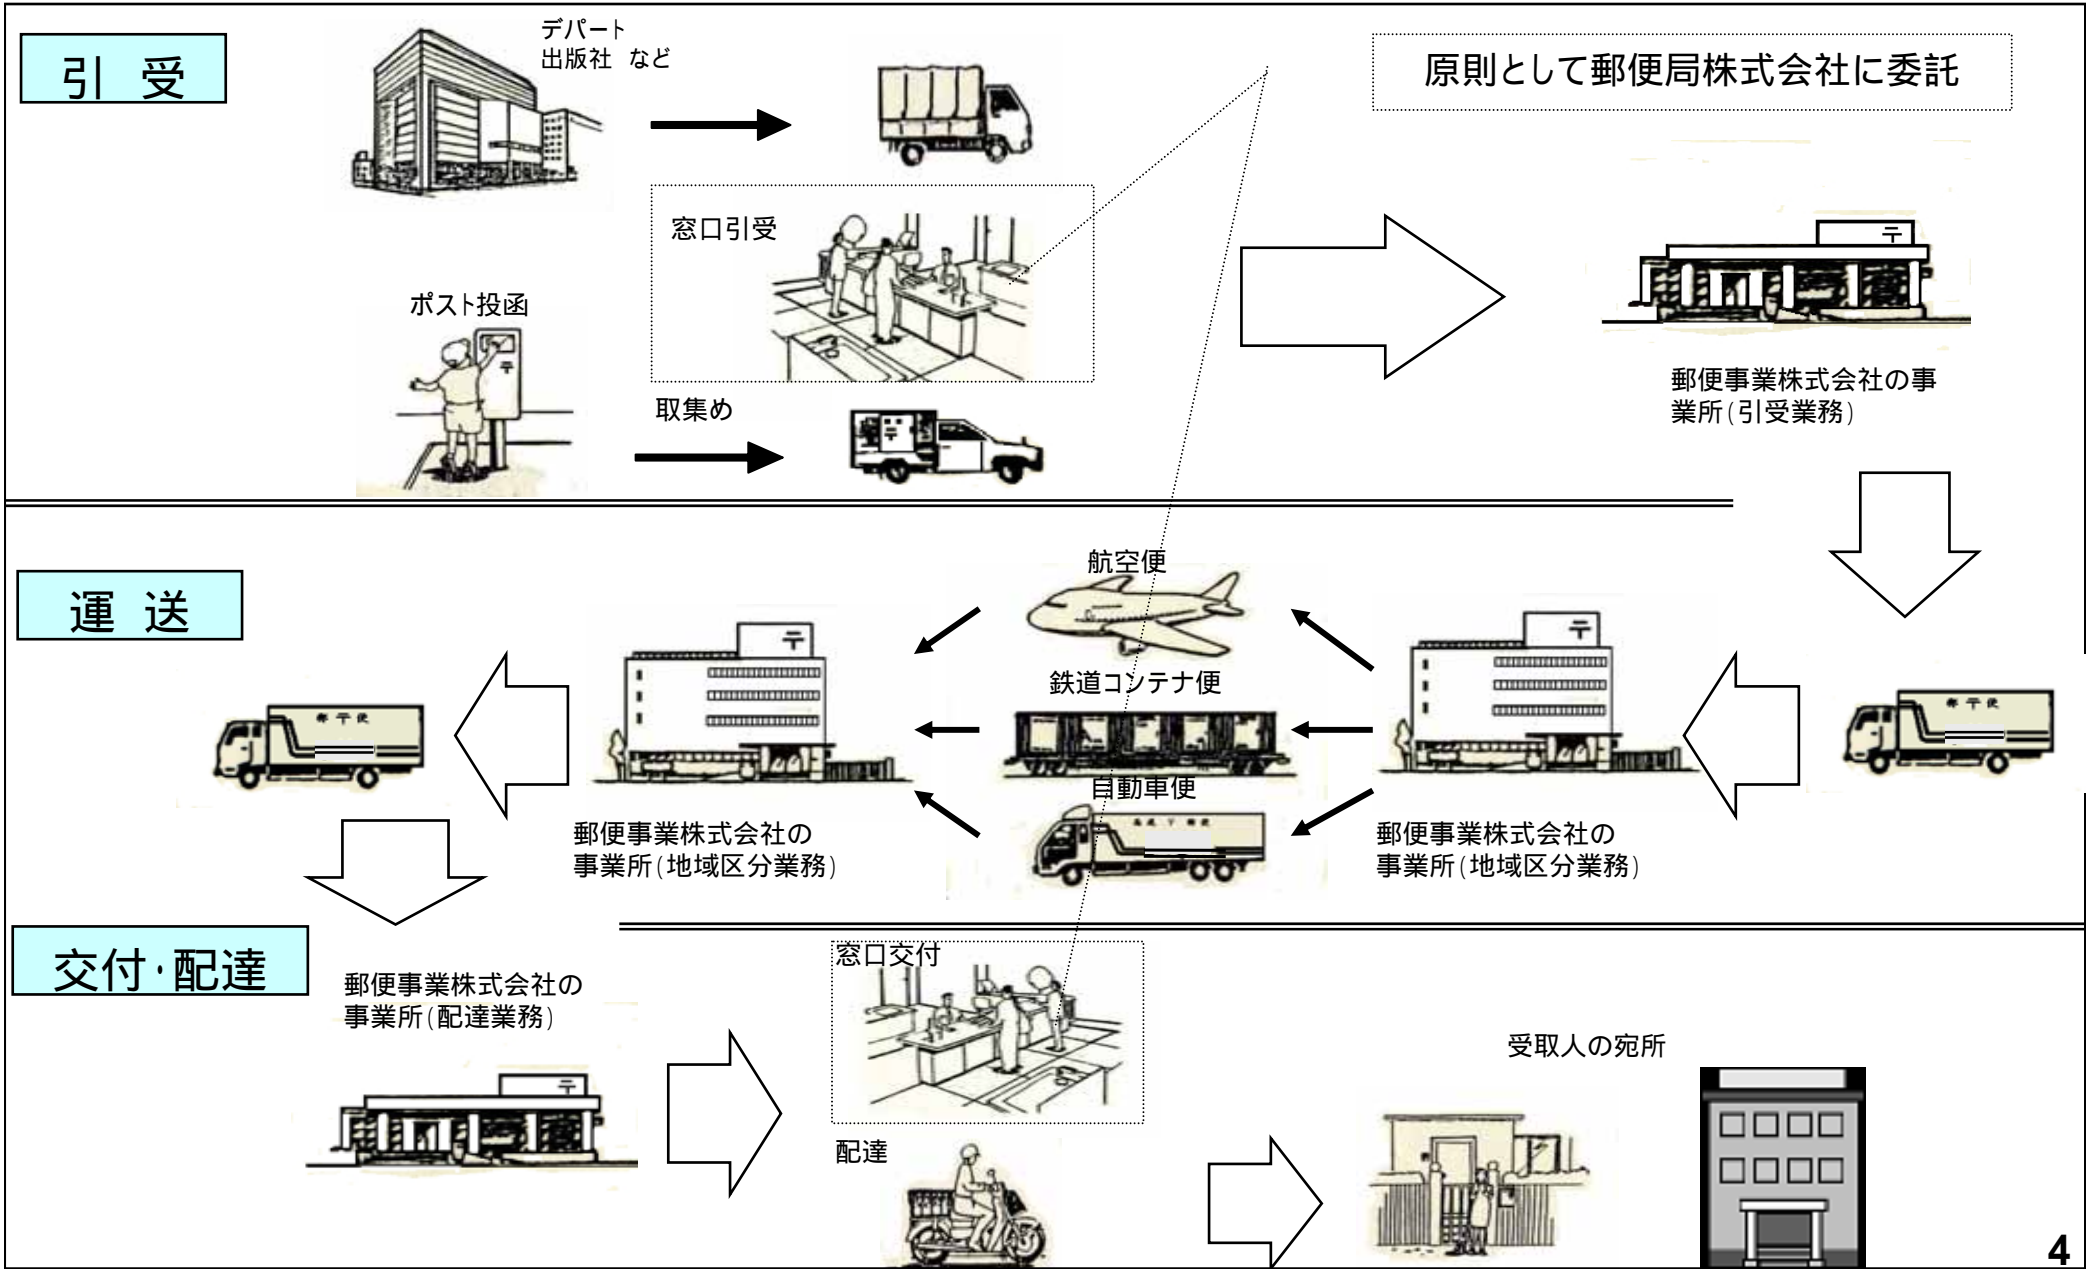 引 受
デパート
出版社 など
原則として郵便局株式会社に委託
窓口引受
ポスト投函
取集め
郵便事業株式会社の事
業所(引受業務)
運 送
航空便
鉄道コンテナ便
自動車便
郵〒便
郵〒便
郵便事業株式会社の
事業所(地域区分業務)
郵便事業株式会社の
事業所(地域区分業務)
交付・配達
郵便事業株式会社の
事業所(配達業務)
窓口交付
配達
受取人の宛所
4